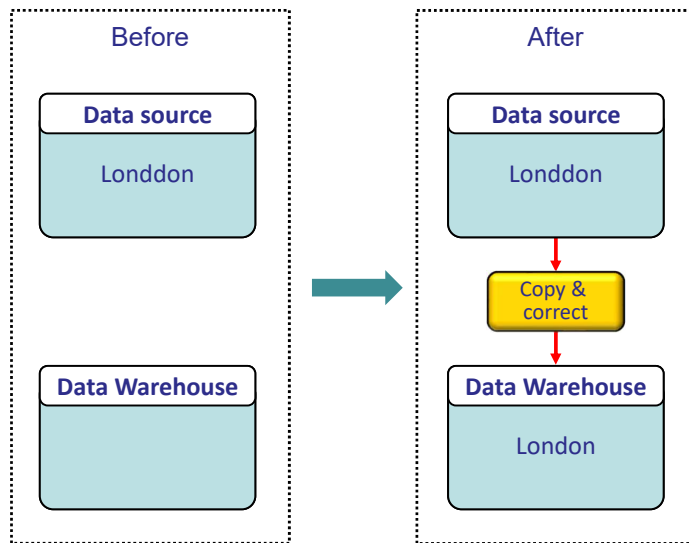 Before
Data source
Londdon
Data Warehouse
After
Data source
Londdon
Copy &
correct
Data Warehouse
London